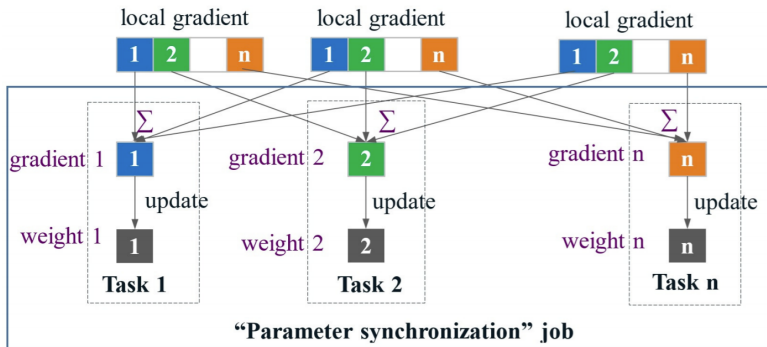 local gradient local gradient local gradient
1 2 n 1 2 n 1 2 n
∑ ∑ ∑
gradient 1 1 gradient 2 2 gradient n n
update update update
weight 1 1 weight 2 2 weight n n
Task 1 Task 2 Task n
“Parameter synchronization” job